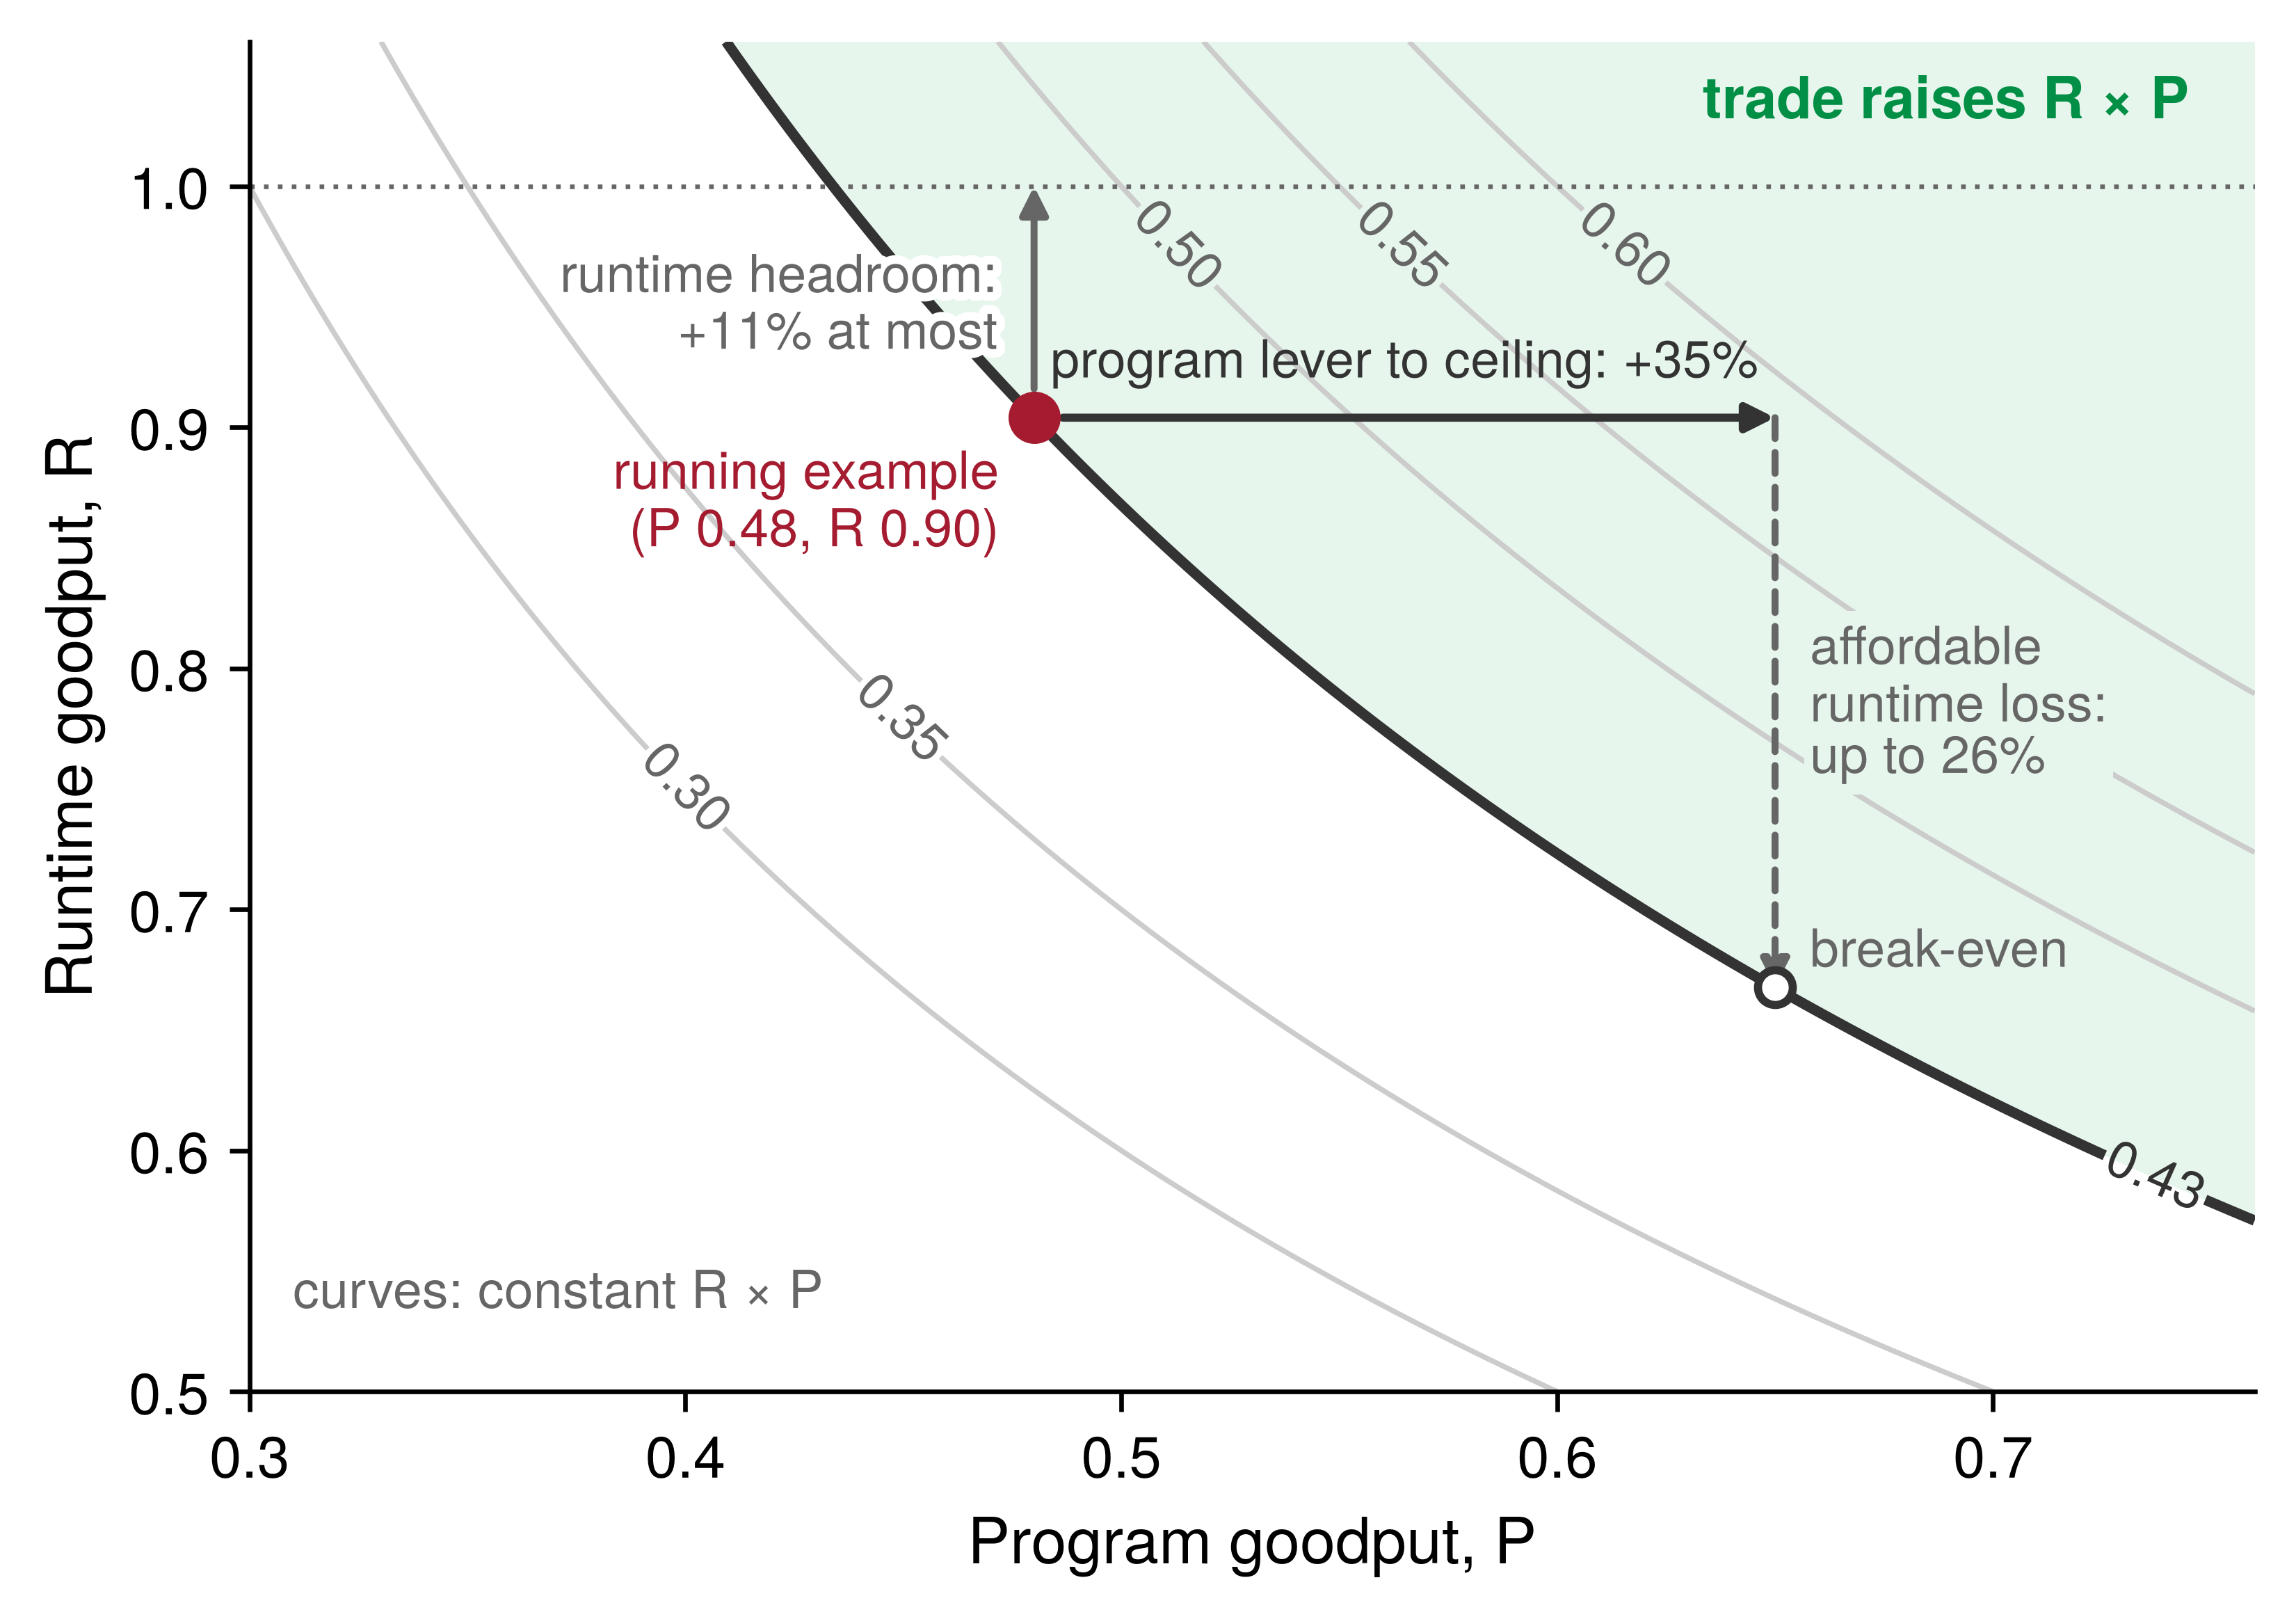 trade raises R × P
1.0
0.50
0.55
0.60
runtime headroom:
+11% at most
program lever to ceiling: +35%
0.9
running example
(P 0.48, R 0.90)
Runtime goodput, R
0.8
affordable
runtime loss:
up to 26%
0.35
0.30
0.7
break-even
0.6
0.43
curves: constant R × P
0.5
0.3
0.4
0.5
0.6
0.7
Program goodput, P